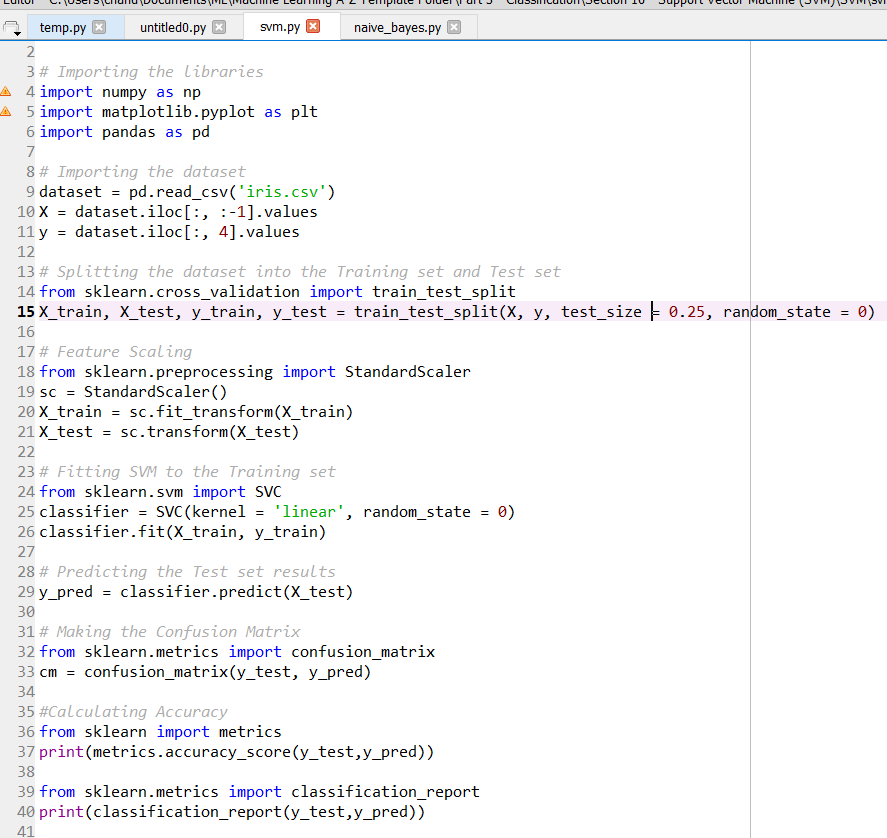 Editor - C:\Users\chand\Documents\ML\Machine Learning A-Z Template Folder\Part 3 - Classification\Section 16 - Support Vector Machine (SVM)\SVM\svm
temp.py untitled0.py svm.py naive_bayes.py
2
3 # Importing the libraries
4 import numpy as np
5 import matplotlib.pyplot as plt
6 import pandas as pd
7
8 # Importing the dataset
9 dataset = pd.read_csv('iris.csv')
10 X = dataset.iloc[:, :-1].values
11 y = dataset.iloc[:, 4].values
12
13 # Splitting the dataset into the Training set and Test set
14 from sklearn.cross_validation import train_test_split
15 X_train, X_test, y_train, y_test = train_test_split(X, y, test_size = 0.25, random_state = 0)
16
17 # Feature Scaling
18 from sklearn.preprocessing import StandardScaler
19 sc = StandardScaler()
20 X_train = sc.fit_transform(X_train)
21 X_test = sc.transform(X_test)
22
23 # Fitting SVM to the Training set
24 from sklearn.svm import SVC
25 classifier = SVC(kernel = 'linear', random_state = 0)
26 classifier.fit(X_train, y_train)
27
28 # Predicting the Test set results
29 y_pred = classifier.predict(X_test)
30
31 # Making the Confusion Matrix
32 from sklearn.metrics import confusion_matrix
33 cm = confusion_matrix(y_test, y_pred)
34
35 #Calculating Accuracy
36 from sklearn import metrics
37 print(metrics.accuracy_score(y_test,y_pred))
38
39 from sklearn.metrics import classification_report
40 print(classification_report(y_test,y_pred))
41